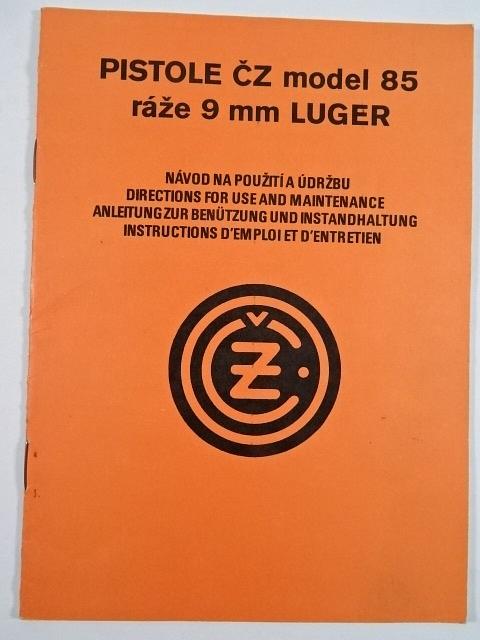 PISTOLE ČZ model 85
ráže 9 mm LUGER
NÁVOD NA POUŽITÍ A ÚDRŽBU
DIRECTIONS FOR USE AND MAINTENANCE
ANLEITUNG ZUR BENÜTZUNG UND INSTANDHALTUNG
INSTRUCTIONS D'EMPLOI ET D'ENTRETIEN
ČZ